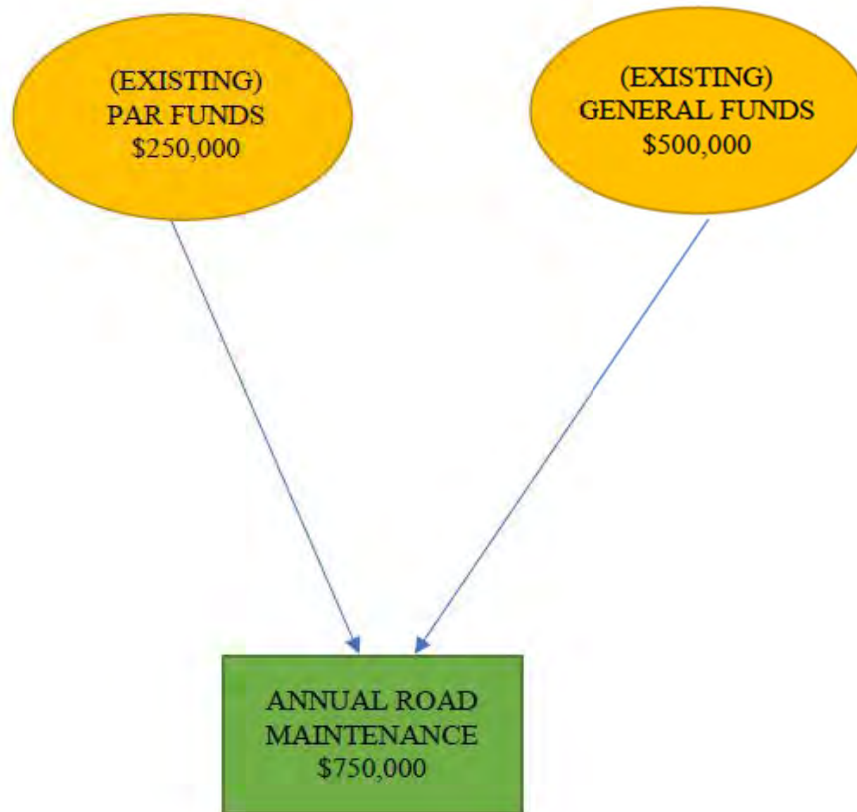 (EXISTING)
PAR FUNDS
$250,000
(EXISTING)
GENERAL FUNDS
$500,000
ANNUAL ROAD
MAINTENANCE
$750,000